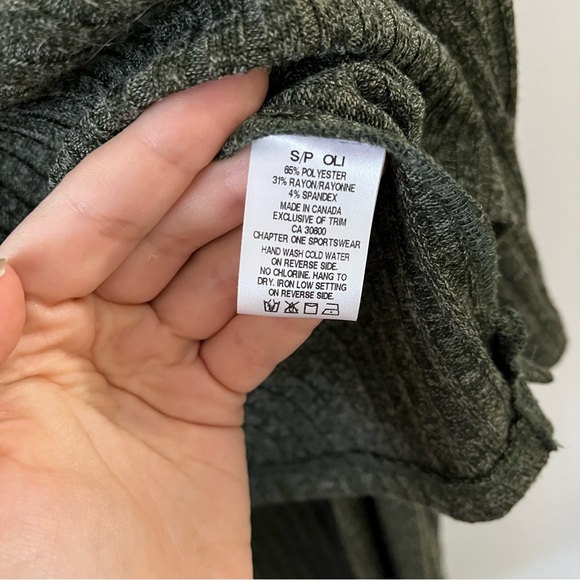 S/P OLI
65% POLYESTER
31% RAYON/RAYONNE
4% SPANDEX
MADE IN CANADA
EXCLUSIVE OF TRIM
CA 30600
CHAPTER ONE SPORTSWEAR
HAND WASH COLD WATER
ON REVERSE SIDE.
NO CHLORINE. HANG TO
DRY. IRON LOW SETTING
ON REVERSE SIDE.